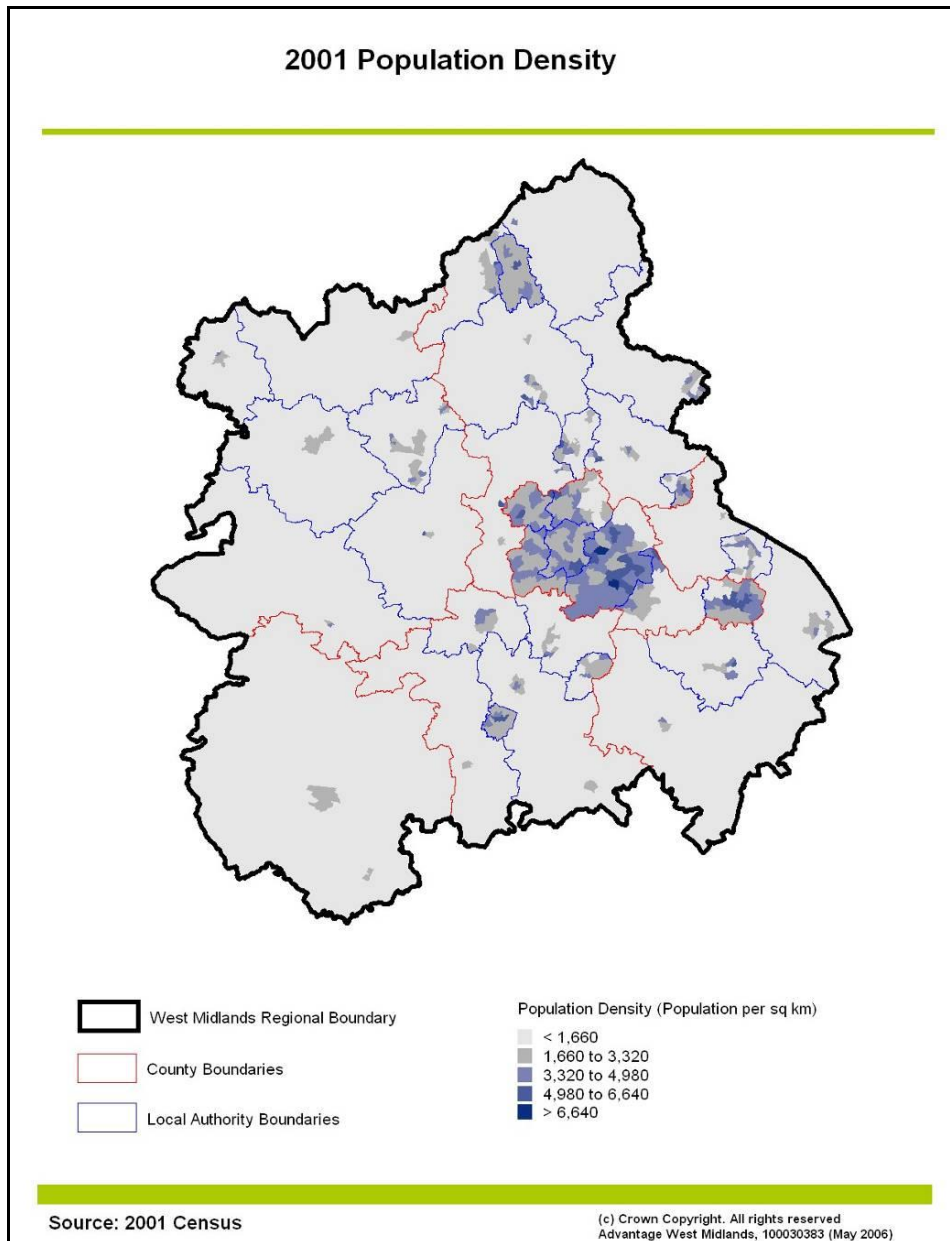 2001 Population Density
West Midlands Regional Boundary
County Boundaries
Local Authority Boundaries
Population Density (Population per sq km)
< 1,660
1,660 to 3,320
3,320 to 4,980
4,980 to 6,640
> 6,640
Source: 2001 Census
(c) Crown Copyright. All rights reserved
Advantage West Midlands, 100030383 (May 2006)